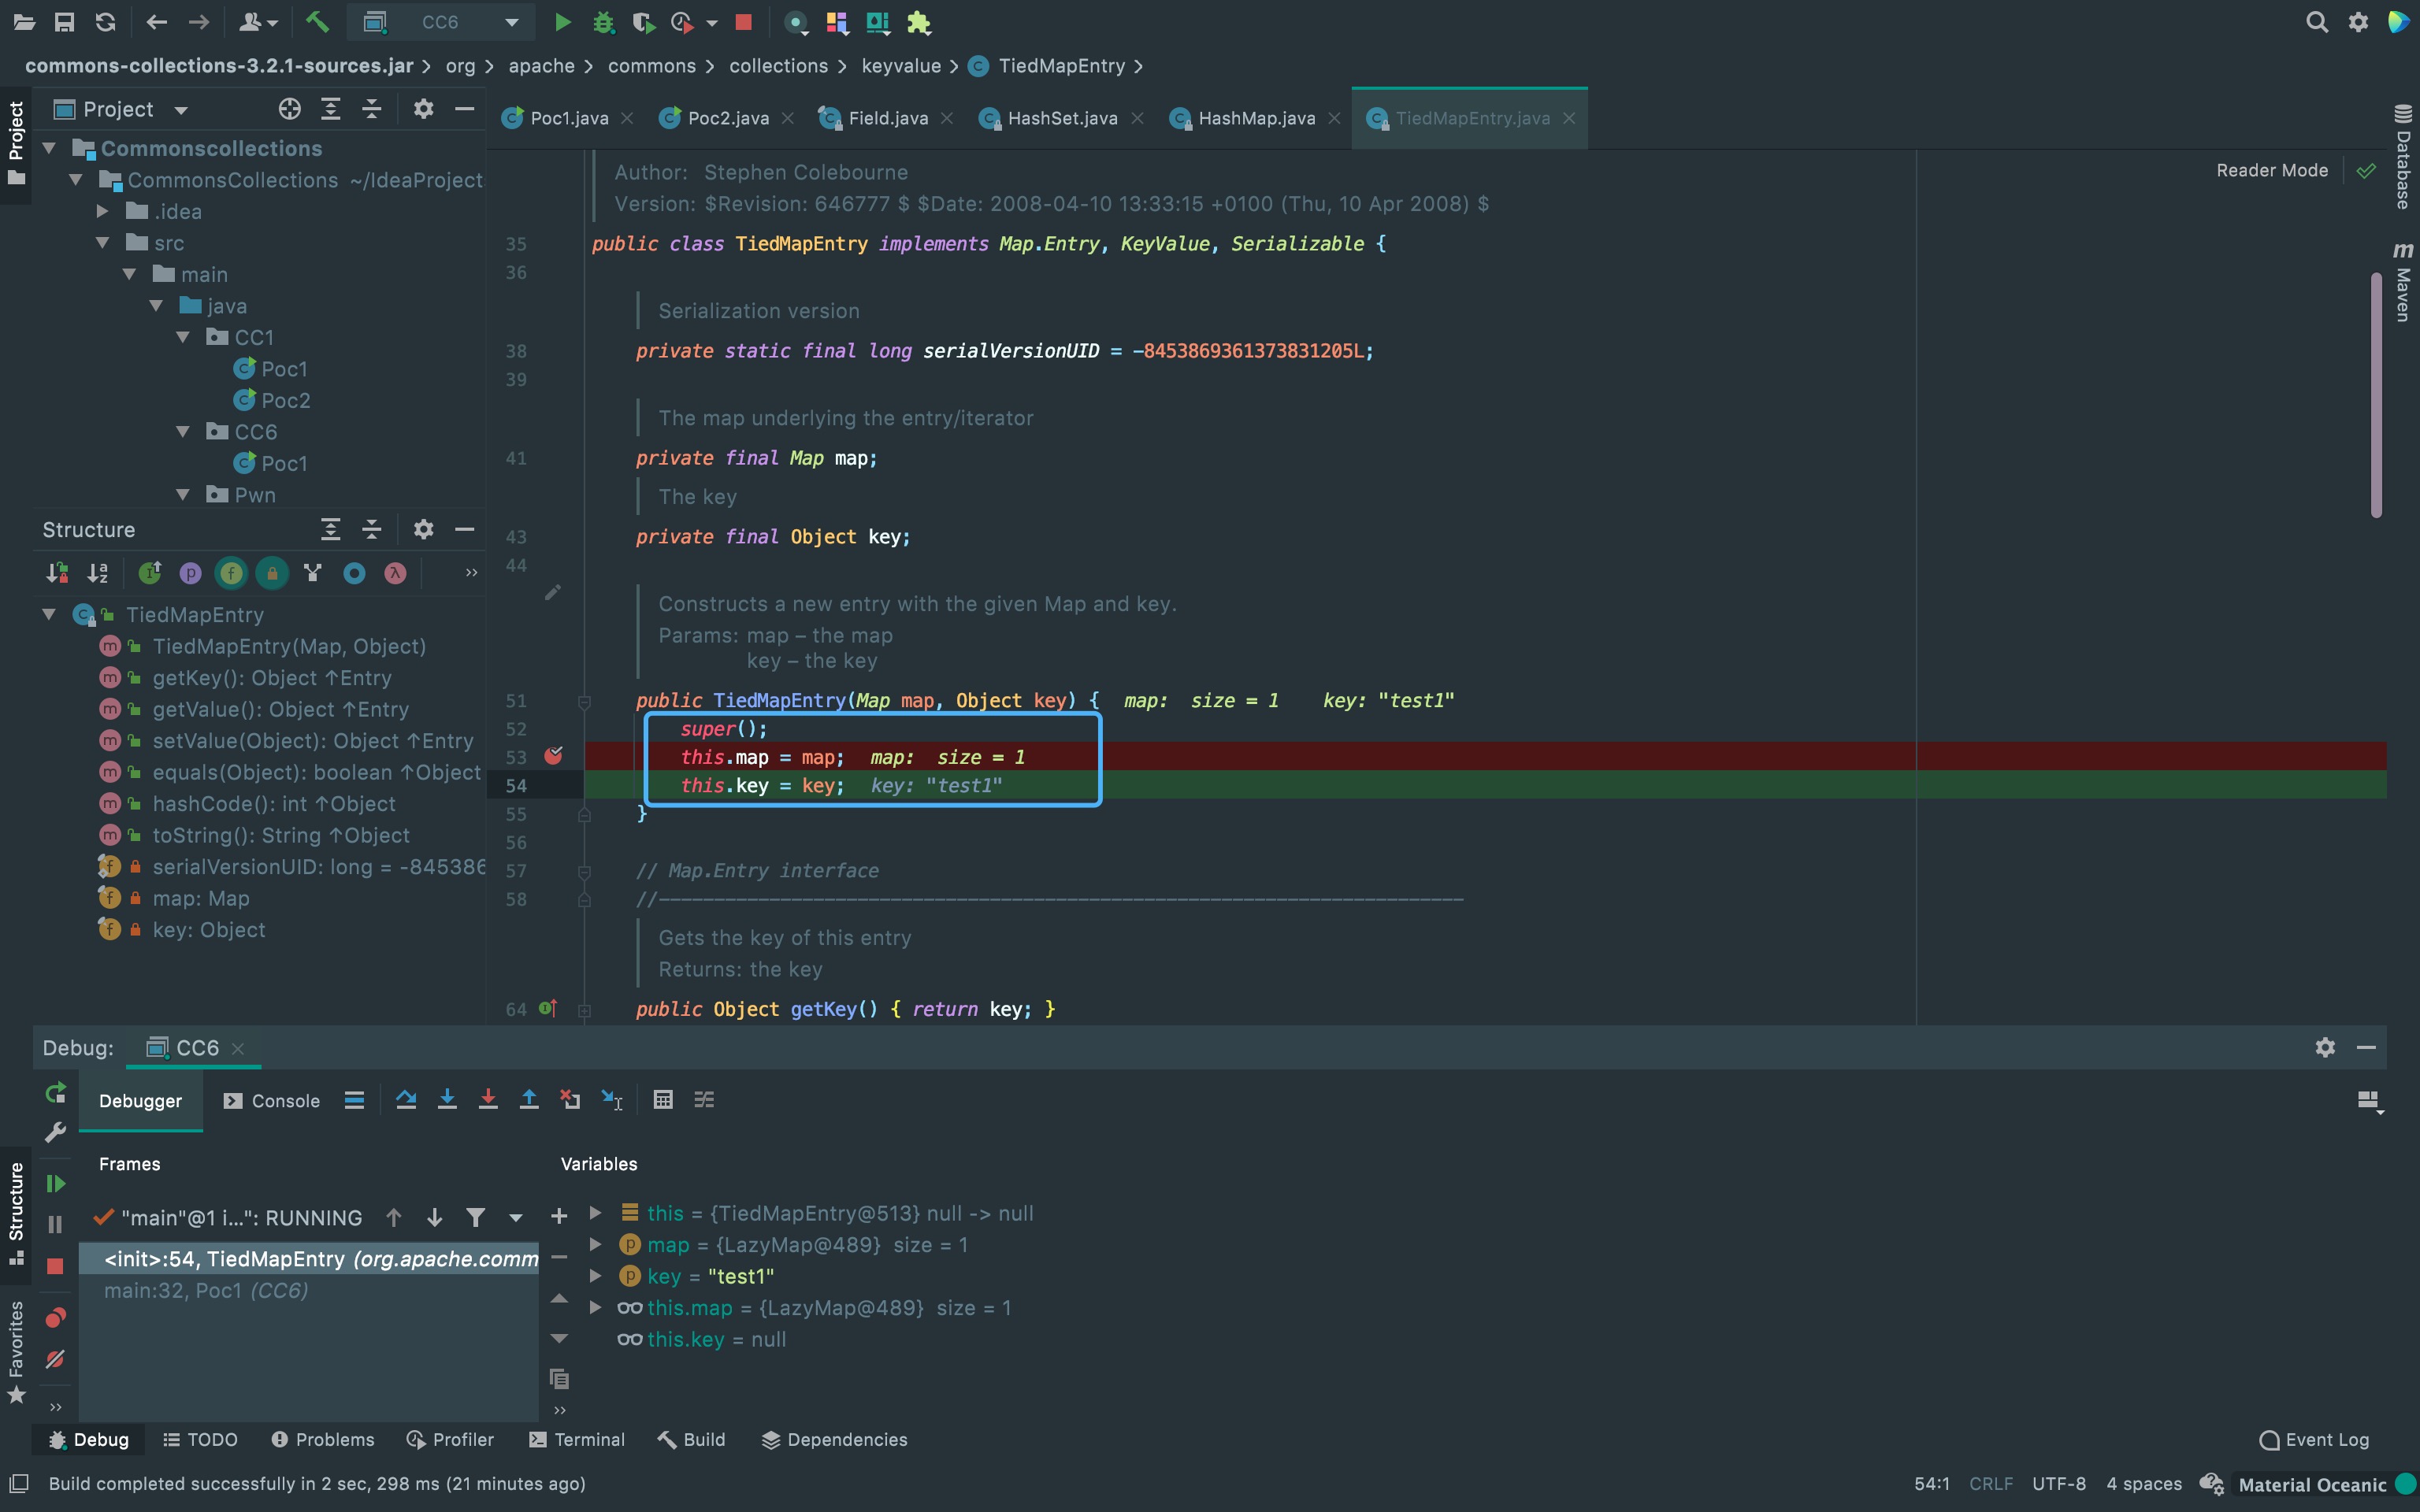 CC6
commons-collections-3.2.1-sources.jar > org > apache > commons > collections > keyvalue > TiedMapEntry >
Project
Poc1.java
Poc2.java
Field.java
HashSet.java
HashMap.java
TiedMapEntry.java
Project
Commonscollections
CommonsCollections ~/IdeaProject
.idea
src
main
java
CC1
Poc1
Poc2
CC6
Poc1
Pwn
Structure
TiedMapEntry
TiedMapEntry(Map, Object)
getKey(): Object ↑Entry
getValue(): Object ↑Entry
setValue(Object): Object ↑Entry
equals(Object): boolean ↑Object
hashCode(): int ↑Object
toString(): String ↑Object
serialVersionUID: long = -845386
map: Map
key: Object
Author: Stephen Colebourne
Version: $Revision: 646777 $ $Date: 2008-04-10 13:33:15 +0100 (Thu, 10 Apr 2008) $
Reader Mode
35 public class TiedMapEntry implements Map.Entry, KeyValue, Serializable {
36
Serialization version
38 private static final long serialVersionUID = -8453869361373831205L;
39
The map underlying the entry/iterator
41 private final Map map;
The key
43 private final Object key;
44
Constructs a new entry with the given Map and key.
Params: map – the map
key – the key
51 public TiedMapEntry(Map map, Object key) { map: size = 1 key: "test1"
52 super();
53 this.map = map; map: size = 1
54 this.key = key; key: "test1"
55 }
56
57 // Map.Entry interface
58 //-------------------------------------------------------------------------
Gets the key of this entry
Returns: the key
64 public Object getKey() { return key; }
Database
m Maven
Debug: CC6
Debugger
Console
Frames
Variables
"main"@1 i...": RUNNING
<init>:54, TiedMapEntry (org.apache.comm
main:32, Poc1 (CC6)
this = {TiedMapEntry@513} null -> null
map = {LazyMap@489} size = 1
key = "test1"
this.map = {LazyMap@489} size = 1
this.key = null
Structure
Favorites
Debug
TODO
Problems
Profiler
Terminal
Build
Dependencies
Event Log
Build completed successfully in 2 sec, 298 ms (21 minutes ago)
54:1 CRLF UTF-8 4 spaces Material Oceanic